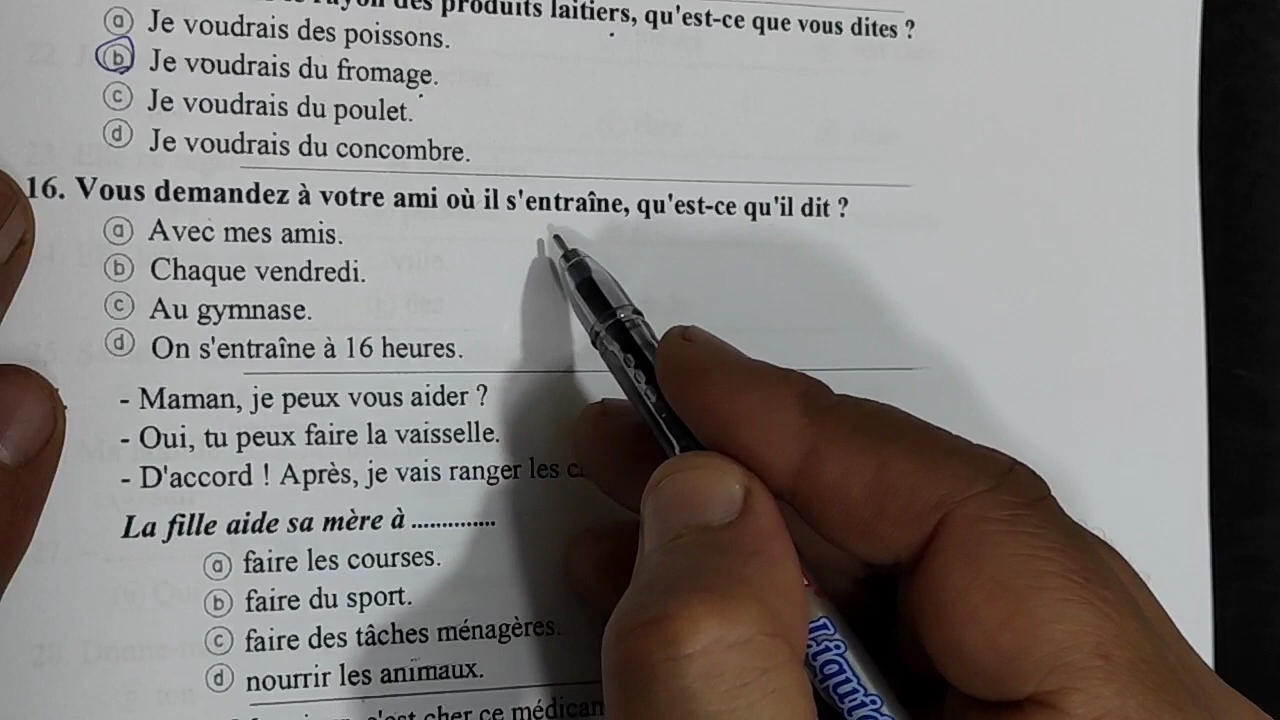 des produits laitiers, qu'est-ce que vous dites ?
a Je voudrais des poissons.
b Je voudrais du fromage.
c Je voudrais du poulet.
d Je voudrais du concombre.
16. Vous demandez à votre ami où il s'entraîne, qu'est-ce qu'il dit ?
a Avec mes amis.
b Chaque vendredi.
c Au gymnase.
d On s'entraîne à 16 heures.
- Maman, je peux vous aider ?
- Oui, tu peux faire la vaisselle.
- D'accord ! Après, je vais ranger les
La fille aide sa mère à ..............
a faire les courses.
b faire du sport.
c faire des tâches ménagères.
d nourrir les animaux.
cher ce médican
Liquid